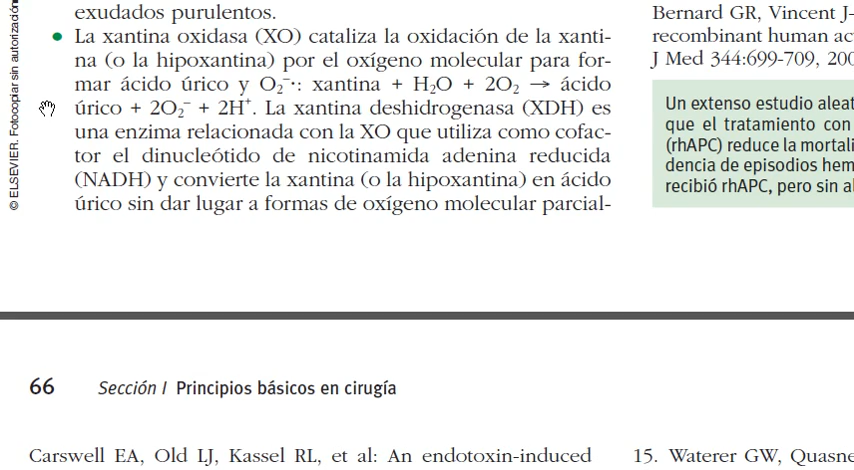 exudados purulentos.
• La xantina oxidasa (XO) cataliza la oxidación de la xanti-
na (o la hipoxantina) por el oxígeno molecular para for-
mar ácido úrico y O₂⁻·: xantina + H₂O + 2O₂ → ácido
úrico + 2O₂⁻ + 2H⁺. La xantina deshidrogenasa (XDH) es
una enzima relacionada con la XO que utiliza como cofac-
tor el dinucleótido de nicotinamida adenina reducida
(NADH) y convierte la xantina (o la hipoxantina) en ácido
úrico sin dar lugar a formas de oxígeno molecular parcial-
© ELSEVIER. Fotocopiar sin autorización
Bernard GR, Vincent J-
recombinant human ac
J Med 344:699-709, 200
Un extenso estudio aleat
que el tratamiento con
(rhAPC) reduce la mortali
dencia de episodios hem
recibió rhAPC, pero sin al
66 Sección I Principios básicos en cirugía
Carswell EA, Old LJ, Kassel RL, et al: An endotoxin-induced
15. Waterer GW, Quasne